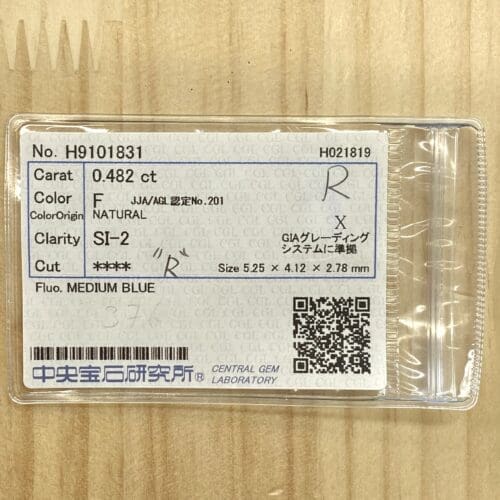 No. H9101831 H021819
Carat 0.482 ct R
Color F JJA/AGL認定No.201
ColorOrigin NATURAL X
Clarity SI-2 GIAグレーディング
システムに準拠
Cut **** "R" Size 5.25 × 4.12 × 2.78 mm
Fluo. MEDIUM BLUE
中央宝石研究所® CENTRAL GEM
LABORATORY